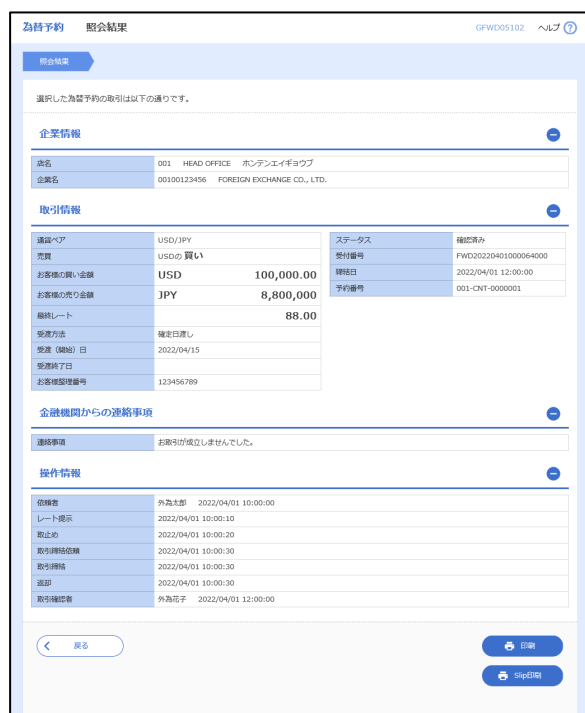 為替予約 照会結果 GFWD05102 ヘルプ ?
照会結果
選択した為替予約の取引は以下の通りです。
企業情報
店名 001 HEAD OFFICE ホンテンエイギョウブ
企業名 00100123456 FOREIGN EXCHANGE CO., LTD.
取引情報
通貨ペア USD/JPY
売買 USDの 買い
お客様の買い金額 USD 100,000.00
お客様の売り金額 JPY 8,800,000
最終レート 88.00
受渡方法 確定日渡し
受渡（開始）日 2022/04/15
受渡終了日
お客様整理番号 123456789
ステータス 確認済み
受付番号 FWD20220401000064000
締結日 2022/04/01 12:00:00
予約番号 001-CNT-0000001
金融機関からの連絡事項
連絡事項 お取引が成立しませんでした。
操作情報
依頼者 外為太郎 2022/04/01 10:00:00
レート提示 2022/04/01 10:00:10
取止め 2022/04/01 10:00:20
取引締結依頼 2022/04/01 10:00:30
取引締結 2022/04/01 10:00:30
返却 2022/04/01 10:00:30
取引確認者 外為花子 2022/04/01 12:00:00
戻る
印刷
Slip印刷